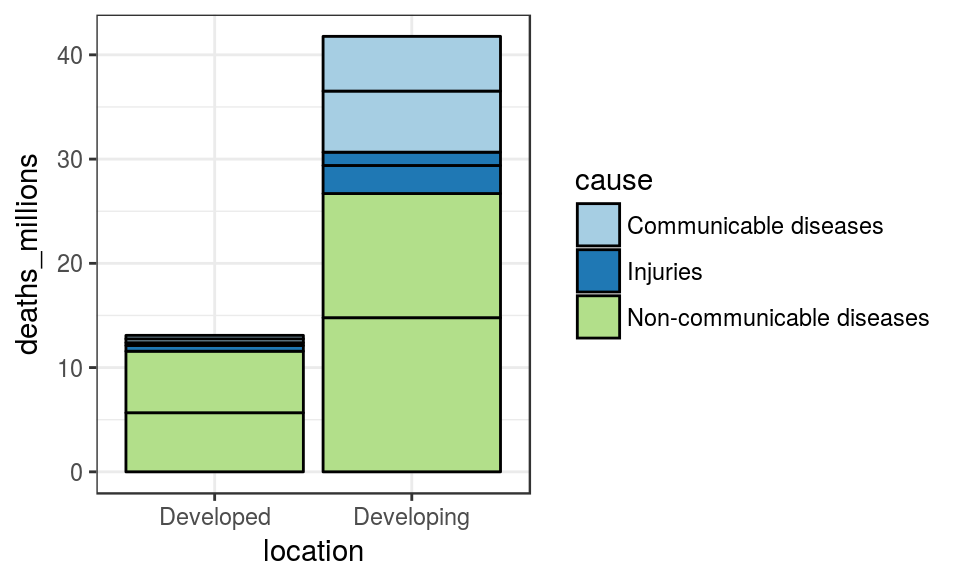 deaths_millions
40
30
20
10
0
Developed
Developing
location
cause
Communicable diseases
Injuries
Non-communicable diseases